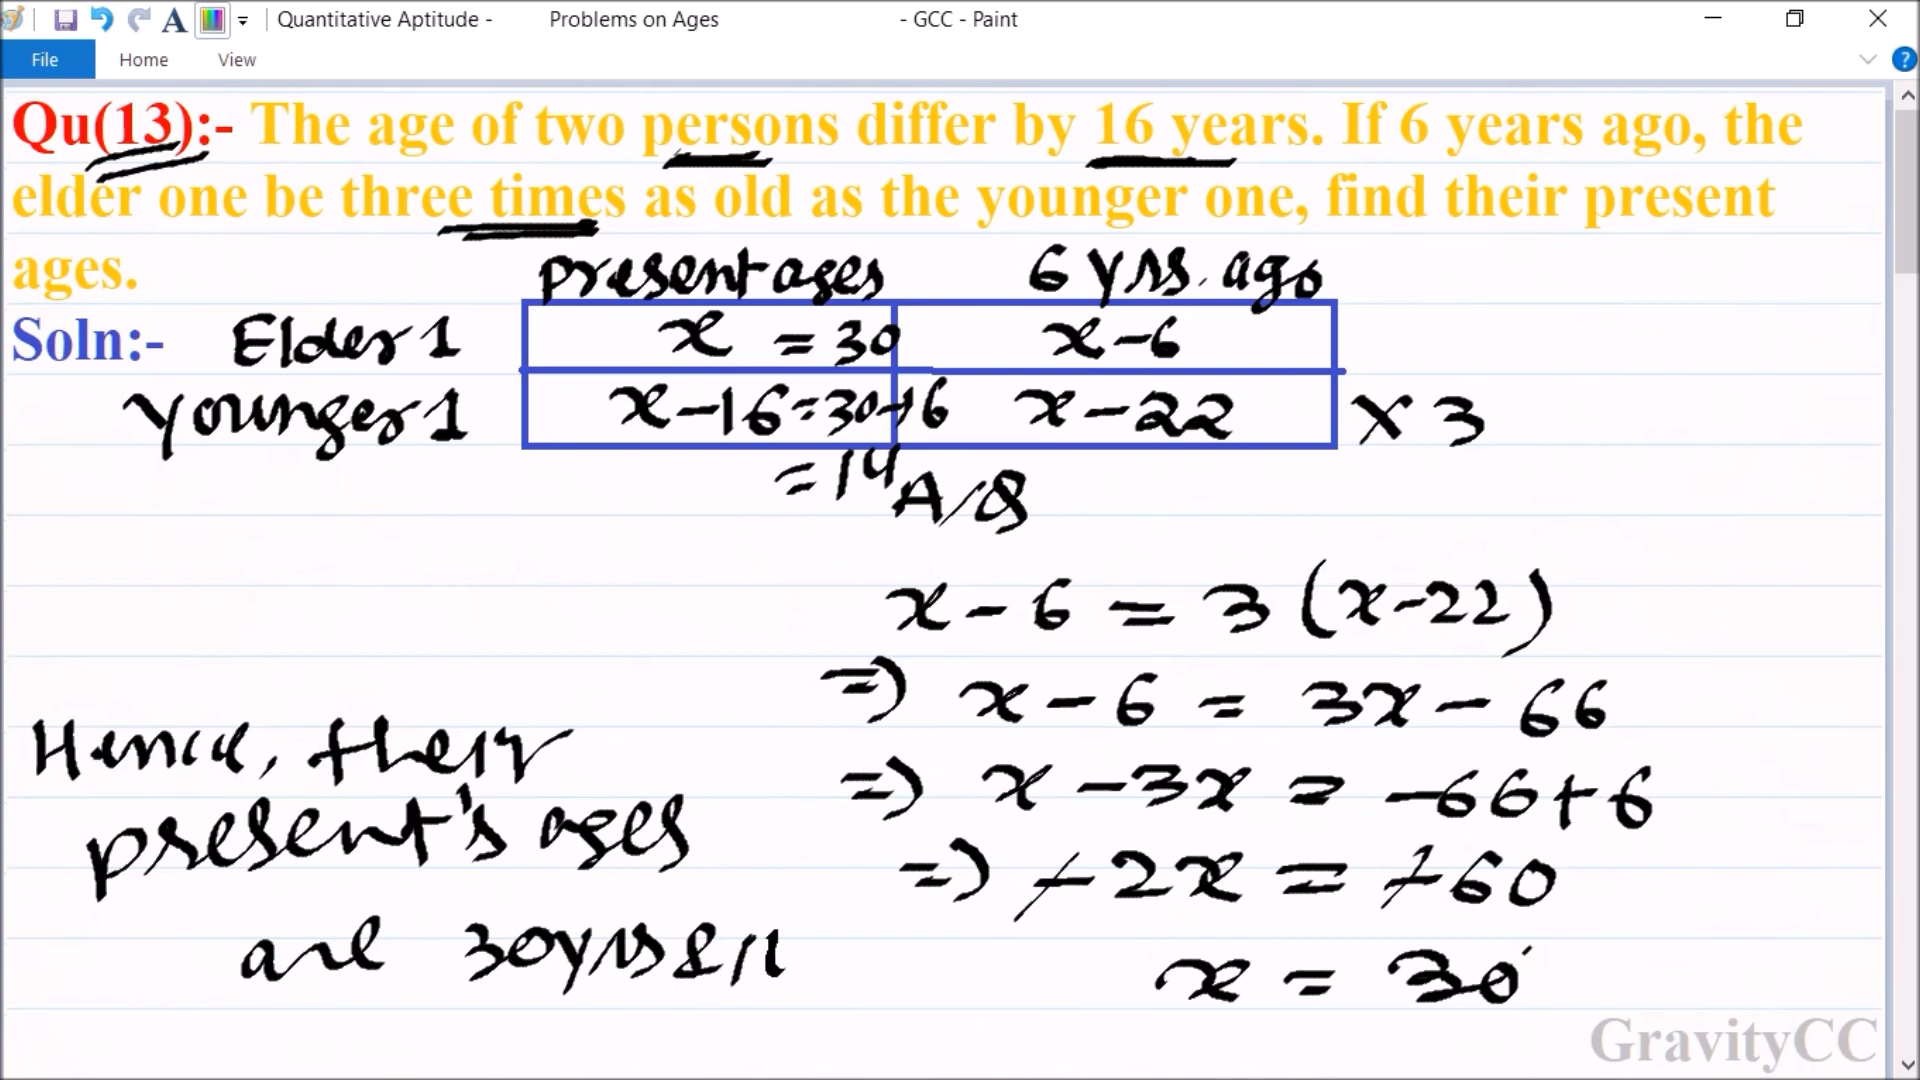 Quantitative Aptitude - Problems on Ages - GCC - Paint
File Home View
Qu(13):- The age of two persons differ by 16 years. If 6 years ago, the
elder one be three times as old as the younger one, find their present
ages.
present ages 6 yrs. ago
Soln:- Elder 1 x = 30 x-6
younger 1 x-16 = 30-16 x-22 × 3
= 14 Ans
x - 6 = 3 (x-22)
=) x - 6 = 3x - 66
=) x - 3x = -66+6
=) -2x = -60
x = 30
Hence, their
present's ages
are 30yrs &
GravityCC